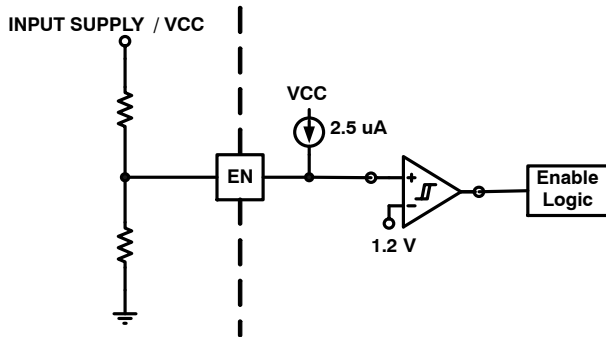 INPUT SUPPLY / VCC
VCC
2.5 uA
EN
+
−
1.2 V
Enable
Logic